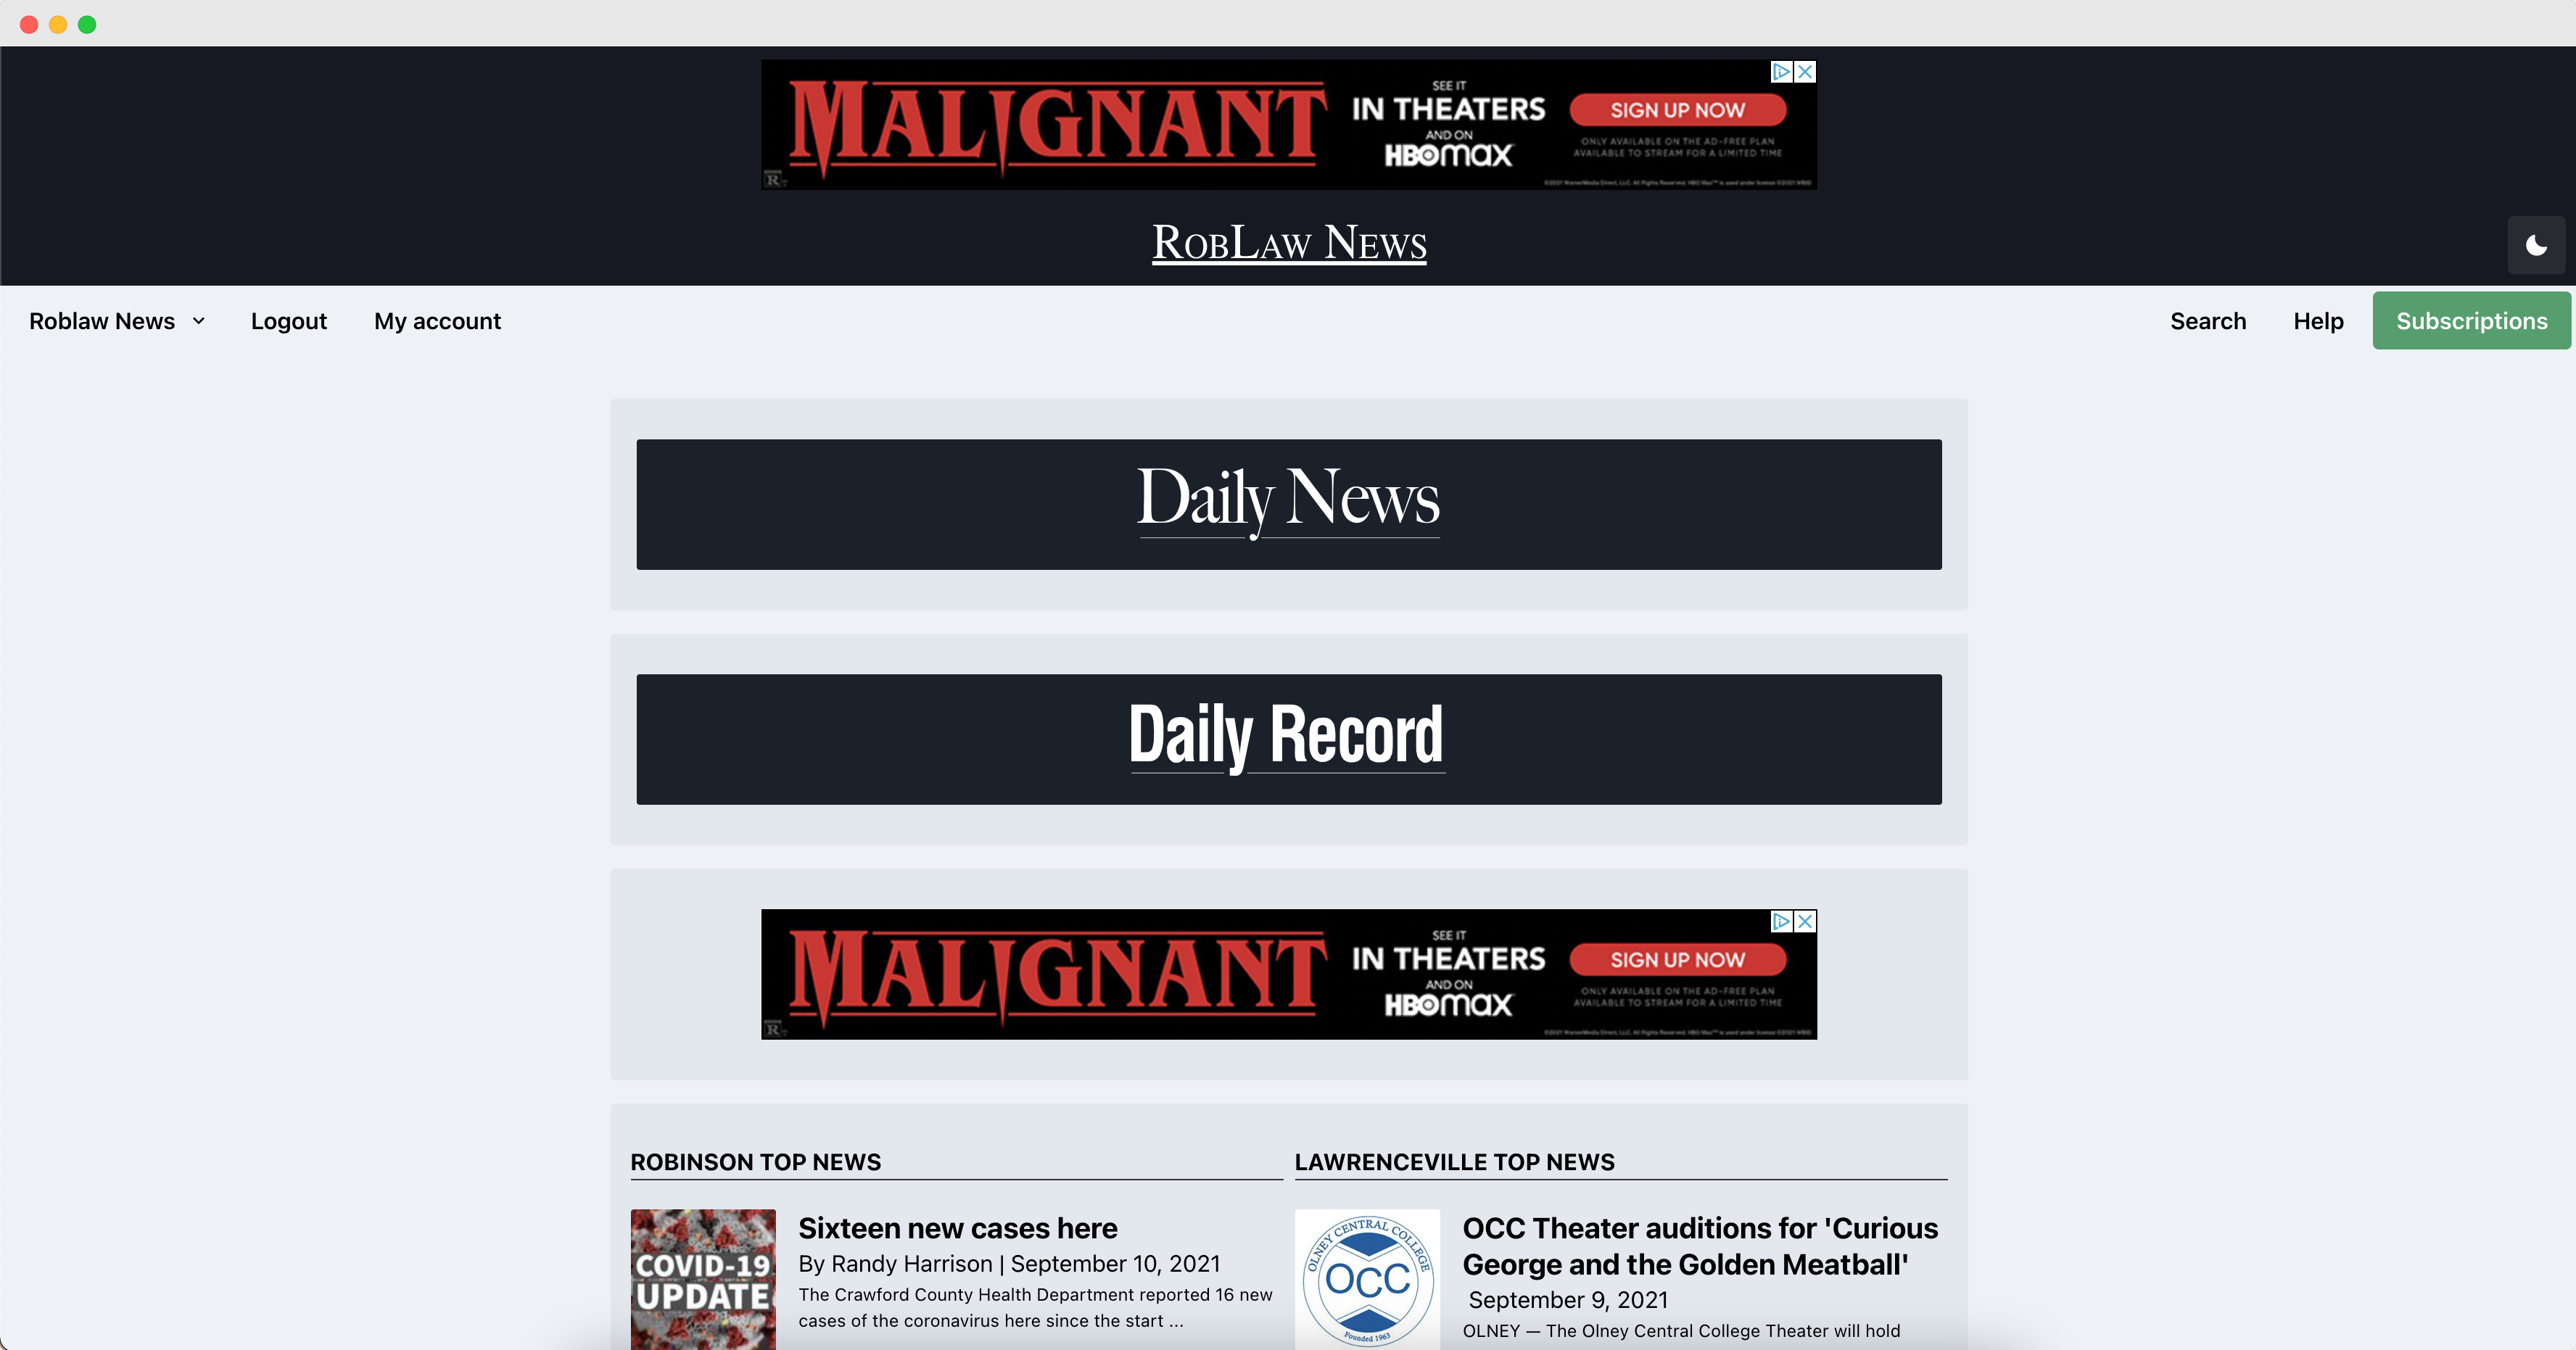 MALIGNANT
SEE IT
IN THEATERS
AND ON
HBOMAX
SIGN UP NOW
ONLY AVAILABLE ON THE AD-FREE PLAN
AVAILABLE TO STREAM FOR A LIMITED TIME
R
ROBLAW NEWS
Roblaw News
Logout
My account
Search
Help
Subscriptions
Daily News
Daily Record
MALIGNANT
SEE IT
IN THEATERS
AND ON
HBOMAX
SIGN UP NOW
ONLY AVAILABLE ON THE AD-FREE PLAN
AVAILABLE TO STREAM FOR A LIMITED TIME
R
ROBINSON TOP NEWS
COVID-19
UPDATE
Sixteen new cases here
By Randy Harrison | September 10, 2021
The Crawford County Health Department reported 16 new
cases of the coronavirus here since the start ...
LAWRENCEVILLE TOP NEWS
OLNEY CENTRAL COLLEGE
OCC
Founded 1963
OCC Theater auditions for 'Curious
George and the Golden Meatball'
September 9, 2021
OLNEY — The Olney Central College Theater will hold